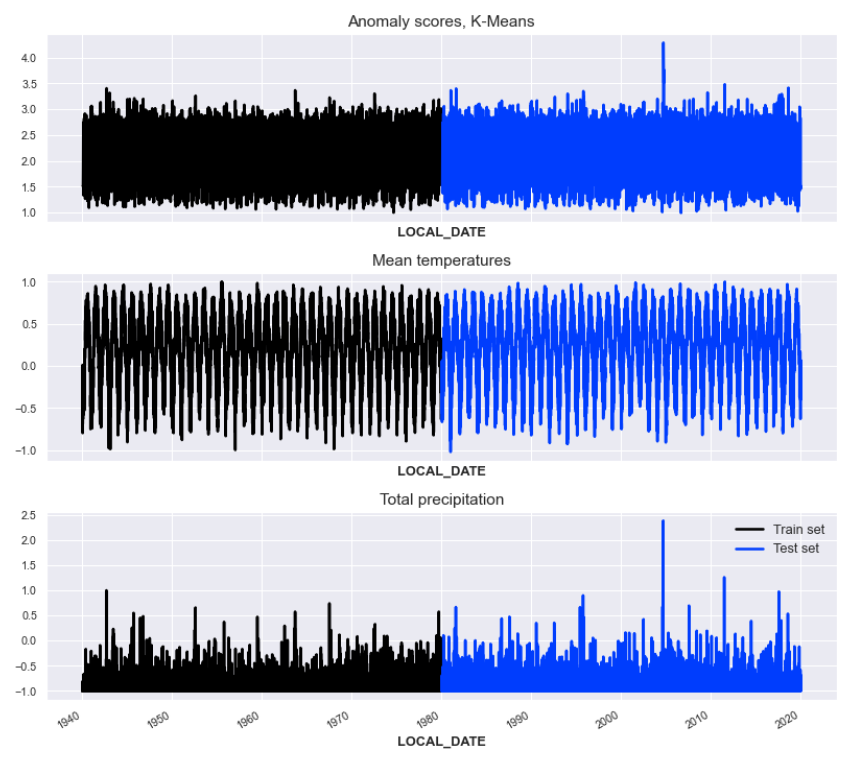 Anomaly scores, K-Means
4.0
3.5
3.0
2.5
2.0
1.5
1.0
LOCAL_DATE
Mean temperatures
1.0
0.5
0.0
−0.5
−1.0
LOCAL_DATE
Total precipitation
2.5
2.0
1.5
1.0
0.5
0.0
−0.5
−1.0
Train set
Test set
1940 1950 1960 1970 1980 1990 2000 2010 2020
LOCAL_DATE